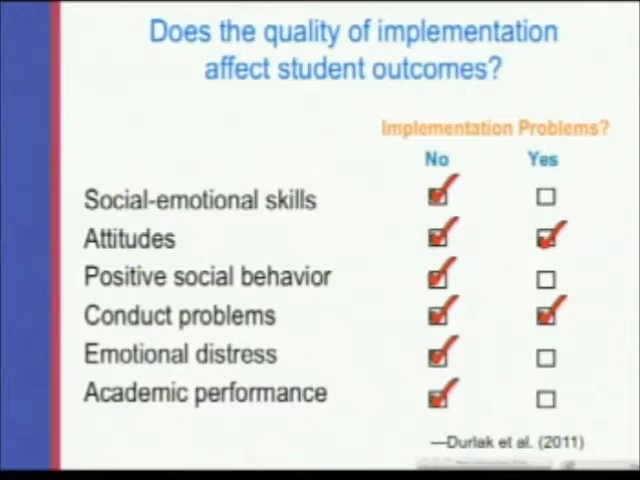 Does the quality of implementation
affect student outcomes?
Implementation Problems?
No Yes
Social-emotional skills
Attitudes
Positive social behavior
Conduct problems
Emotional distress
Academic performance
—Durlak et al. (2011)